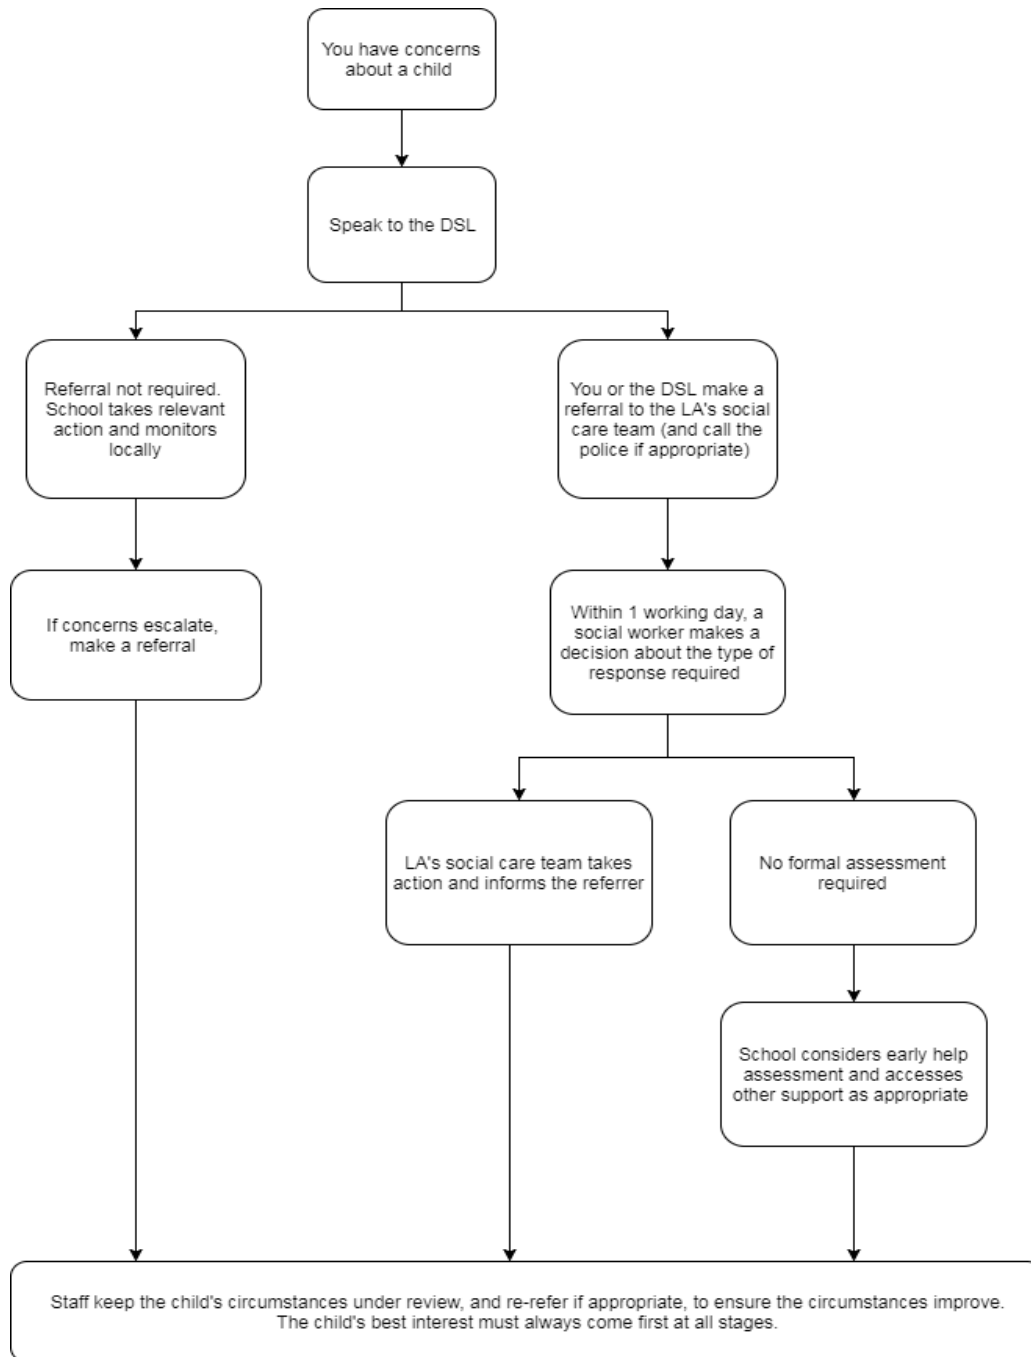 You have concerns
about a child
Speak to the DSL
Referral not required.
School takes relevant
action and monitors
locally
You or the DSL make a
referral to the LA's social
care team (and call the
police if appropriate)
If concerns escalate,
make a referral
Within 1 working day, a
social worker makes a
decision about the type of
response required
LA's social care team takes
action and informs the referrer
No formal assessment
required
School considers early help
assessment and accesses
other support as appropriate
Staff keep the child's circumstances under review, and re-refer if appropriate, to ensure the circumstances improve.
The child's best interest must always come first at all stages.